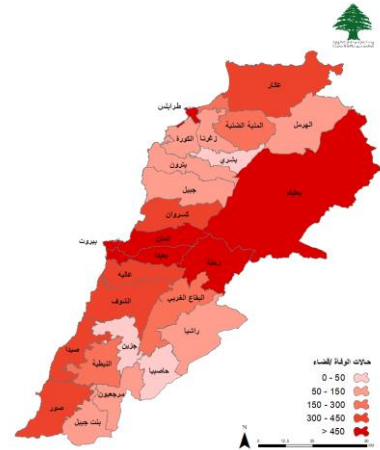 عكار
طرابلس
المنية الضنية
الهرمل
زغرتا
الكورة
بشري
بترون
بعلبك
جبيل
كسروان
المتن
بيروت
بعبدا
زحلة
عاليه
البقاع الغربي
الشوف
راشيا
جزين
صيدا
حاصبيا
النبطية
مرجعيون
صور
بنت جبيل
حالات الوفاة /قضاء
0 - 50
50 - 150
150 - 300
300 - 450
> 450
N